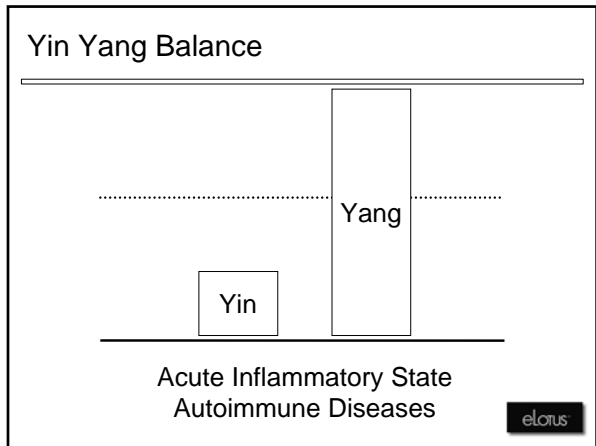 Yin Yang Balance
Yang
Yin
Acute Inflammatory State
Autoimmune Diseases
eLotus